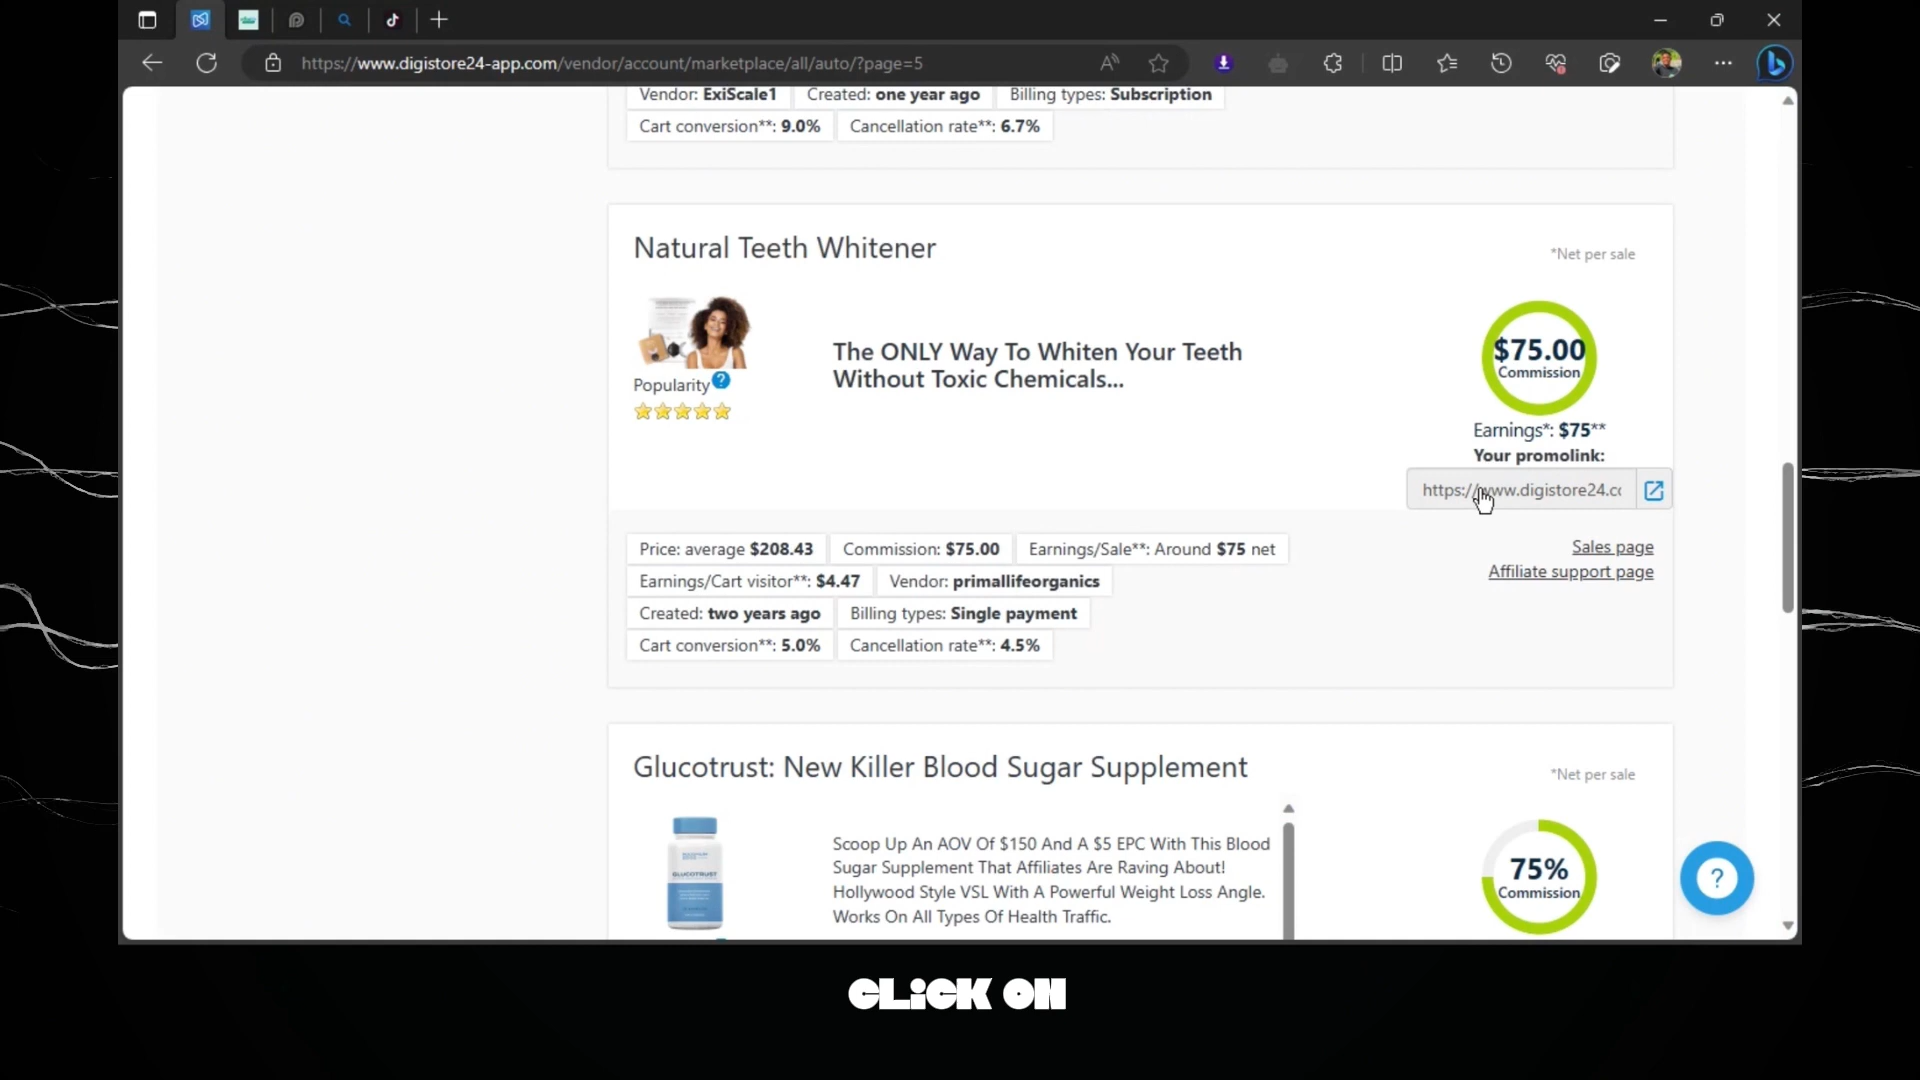 https://www.digistore24-app.com/vendor/account/marketplace/all/auto/?page=5
Vendor: ExiScale1 Created: one year ago Billing types: Subscription
Cart conversion**: 9.0% Cancellation rate**: 6.7%
Natural Teeth Whitener
*Net per sale
The ONLY Way To Whiten Your Teeth
Without Toxic Chemicals...
Popularity
$75.00
Commission
Earnings*: $75**
Your promolink:
https://www.digistore24.cc
Price: average $208.43 Commission: $75.00 Earnings/Sale**: Around $75 net
Earnings/Cart visitor**: $4.47 Vendor: primallifeorganics
Created: two years ago Billing types: Single payment
Cart conversion**: 5.0% Cancellation rate**: 4.5%
Sales page
Affiliate support page
Glucotrust: New Killer Blood Sugar Supplement
*Net per sale
GLUCOTRUST
Scoop Up An AOV Of $150 And A $5 EPC With This Blood
Sugar Supplement That Affiliates Are Raving About!
Hollywood Style VSL With A Powerful Weight Loss Angle.
Works On All Types Of Health Traffic.
75%
Commission
CLiCK ON